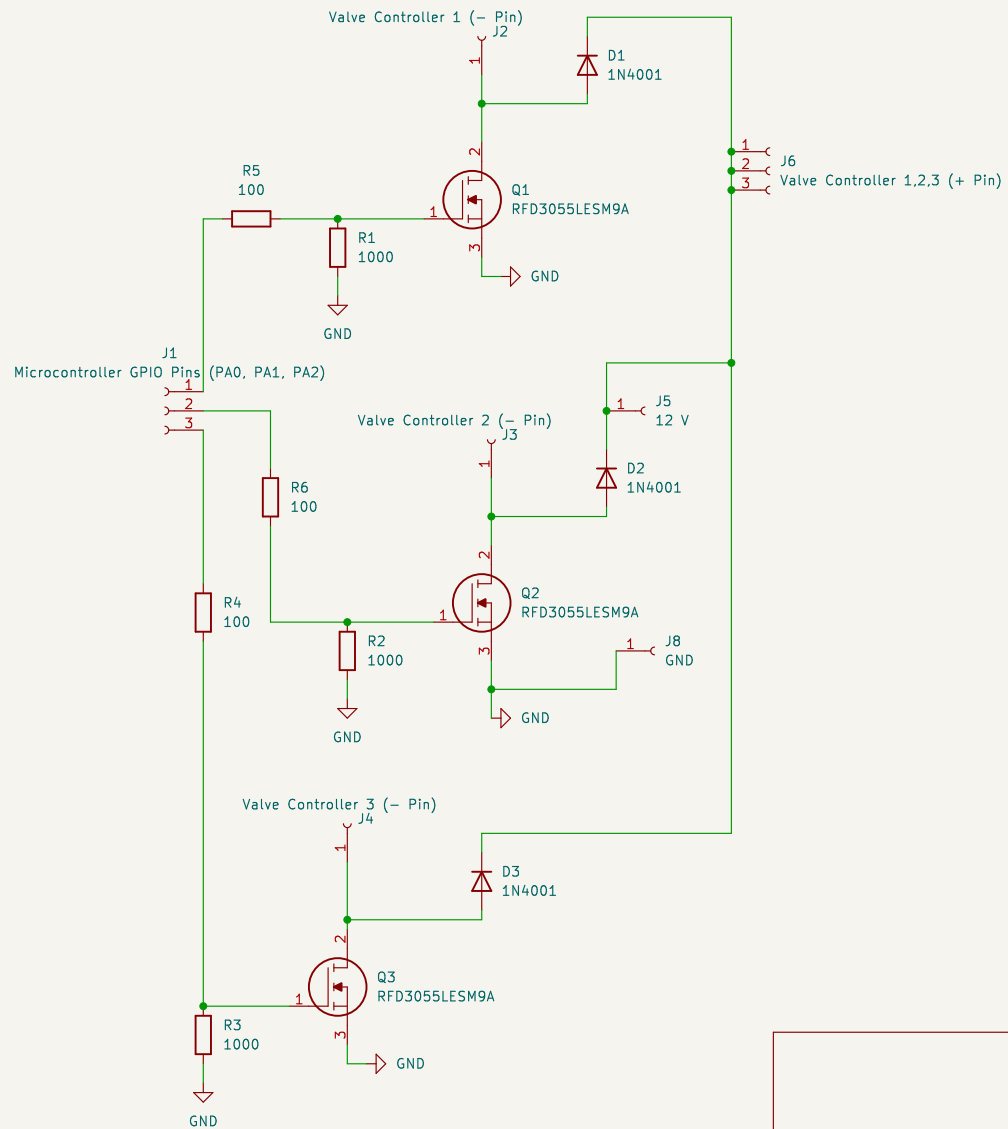 Valve Controller 1 (- Pin)
J2
1
D1
1N4001
2
1
2
3
J6
Valve Controller 1,2,3 (+ Pin)
R5
100
Q1
RFD3055LESM9A
1
R1
1000
3
GND
GND
J1
Microcontroller GPIO Pins (PA0, PA1, PA2)
1
2
3
J5
1
12 V
Valve Controller 2 (- Pin)
J3
1
D2
1N4001
R6
100
2
Q2
RFD3055LESM9A
1
R4
100
R2
1000
3
J8
1
GND
GND
GND
Valve Controller 3 (- Pin)
J4
1
D3
1N4001
2
Q3
RFD3055LESM9A
1
R3
1000
3
GND
GND